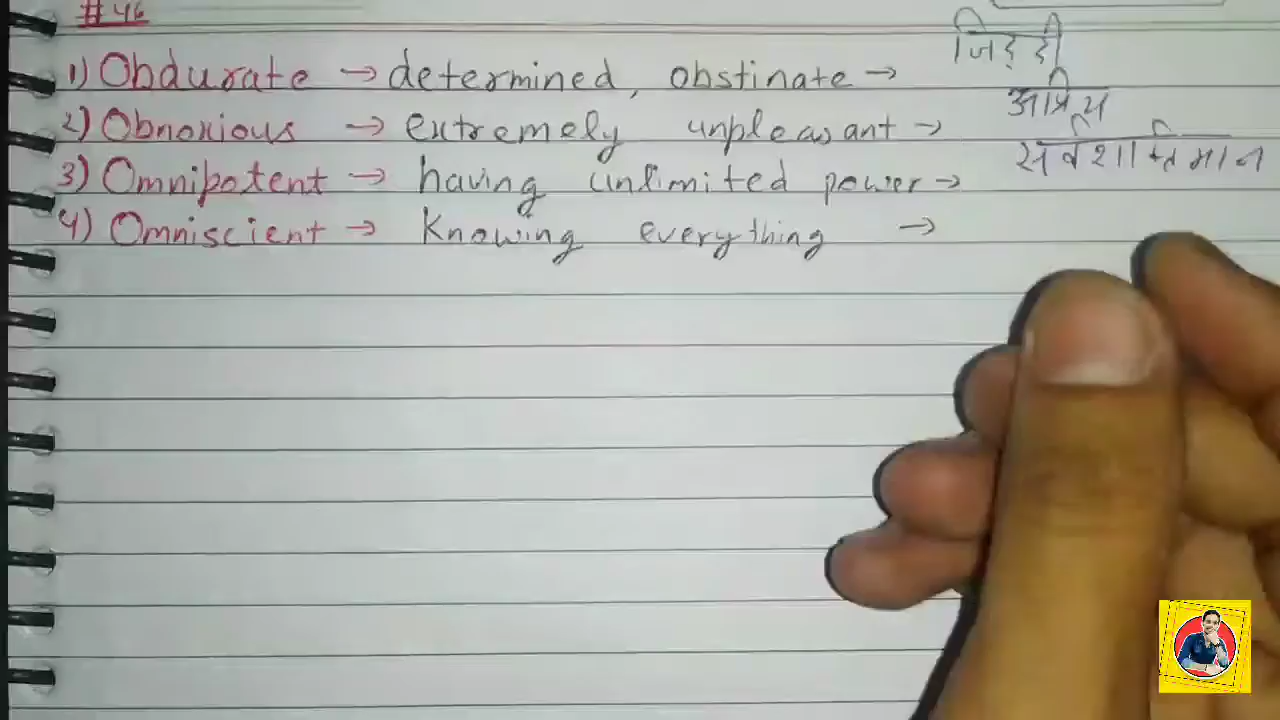 #46
1) Obdurate → determined, obstinate → जिद्दी
2) Obnoxious → extremely unpleasant → अप्रिय
3) Omnipotent → having unlimited power → सर्वशक्तिमान
4) Omniscient → Knowing everything →